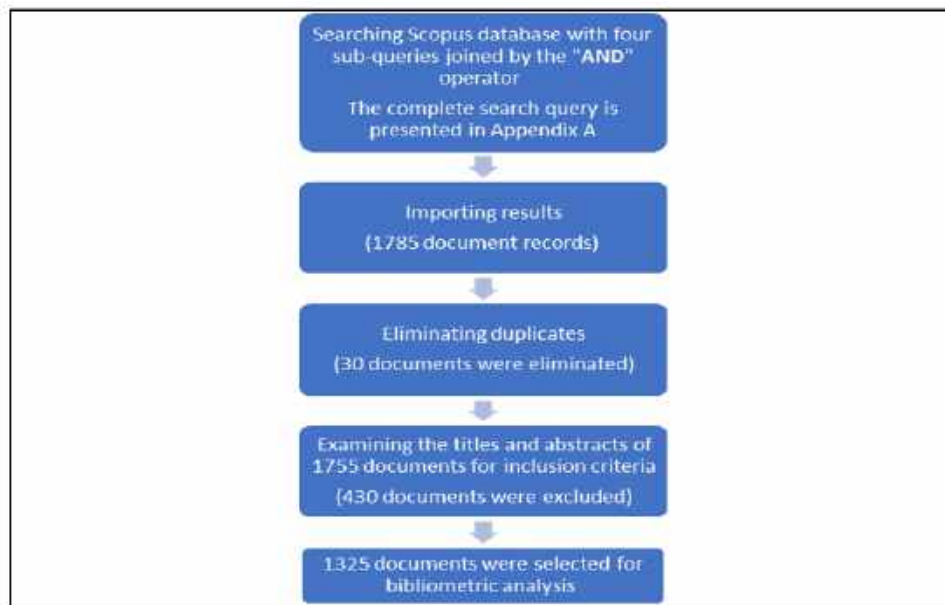 Searching Scopus database with four
sub-queries joined by the "AND"
operator
The complete search query is
presented in Appendix A
Importing results
(1785 document records)
Eliminating duplicates
(30 documents were eliminated)
Examining the titles and abstracts of
1755 documents for inclusion criteria
(430 documents were excluded)
1325 documents were selected for
bibliometric analysis